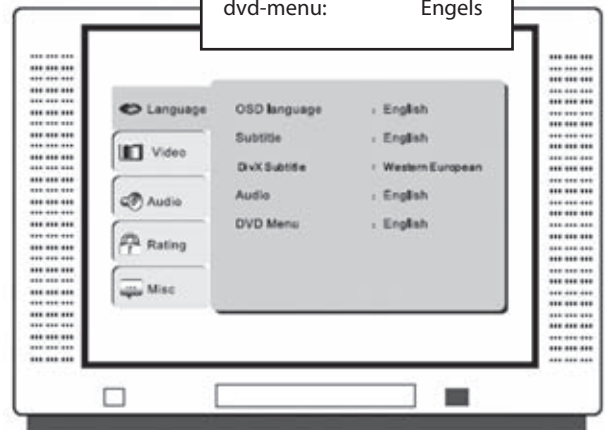 dvd-menu: Engels
Language
Video
Audio
Rating
Misc
OSD language : English
Subtitle : English
DivX Subtitle : Western European
Audio : English
DVD Menu : English